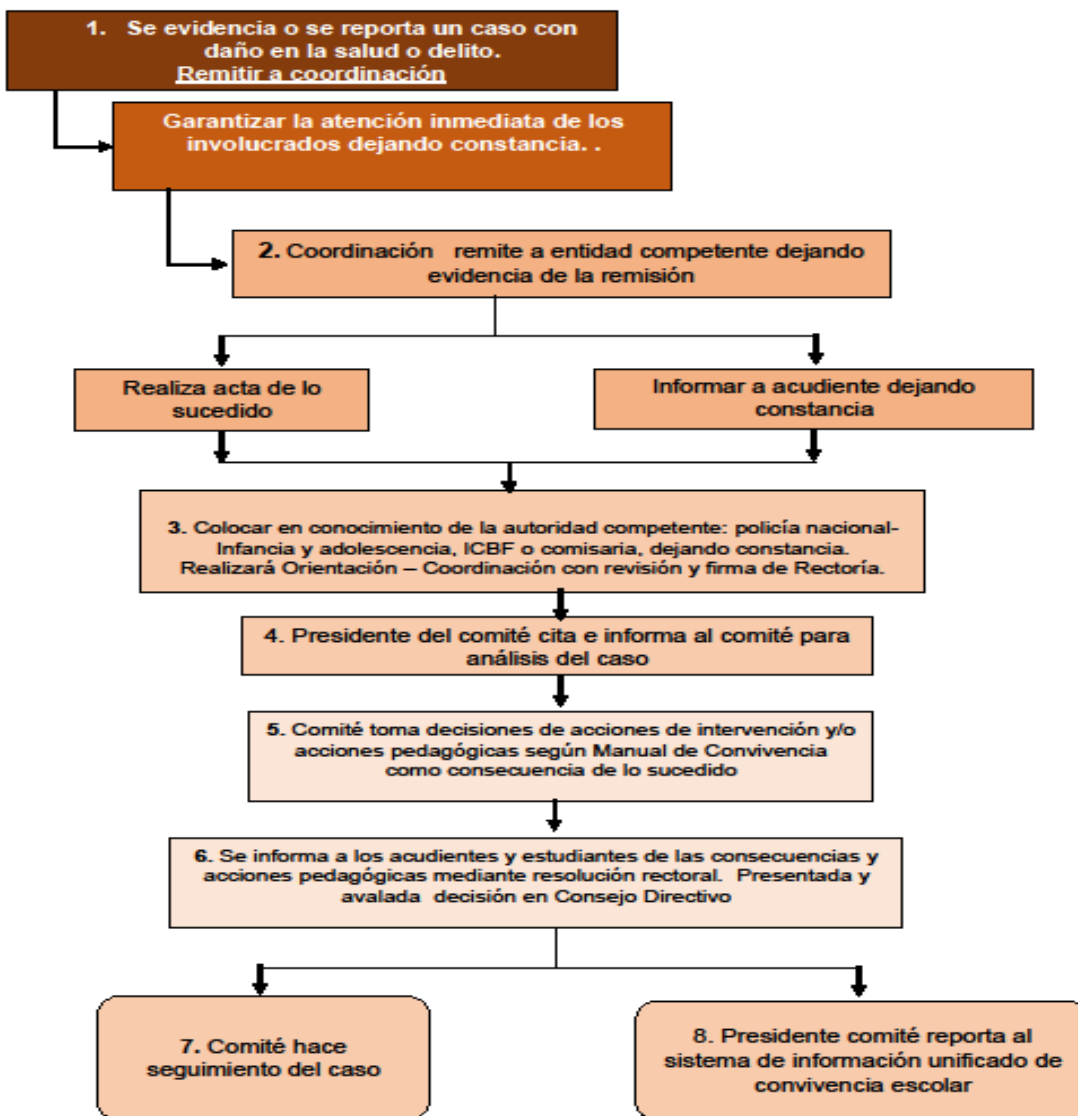 1. Se evidencia o se reporta un caso con
daño en la salud o delito.
Remitir a coordinación
Garantizar la atención inmediata de los
involucrados dejando constancia. .
2. Coordinación remite a entidad competente dejando
evidencia de la remisión
Realiza acta de lo
sucedido
Informar a acudiente dejando
constancia
3. Colocar en conocimiento de la autoridad competente: policía nacional-
Infancia y adolescencia, ICBF o comisaria, dejando constancia.
Realizará Orientación – Coordinación con revisión y firma de Rectoría.
4. Presidente del comité cita e informa al comité para
análisis del caso
5. Comité toma decisiones de acciones de intervención y/o
acciones pedagógicas según Manual de Convivencia
como consecuencia de lo sucedido
6. Se informa a los acudientes y estudiantes de las consecuencias y
acciones pedagógicas mediante resolución rectoral. Presentada y
avalada decisión en Consejo Directivo
7. Comité hace
seguimiento del caso
8. Presidente comité reporta al
sistema de información unificado de
convivencia escolar